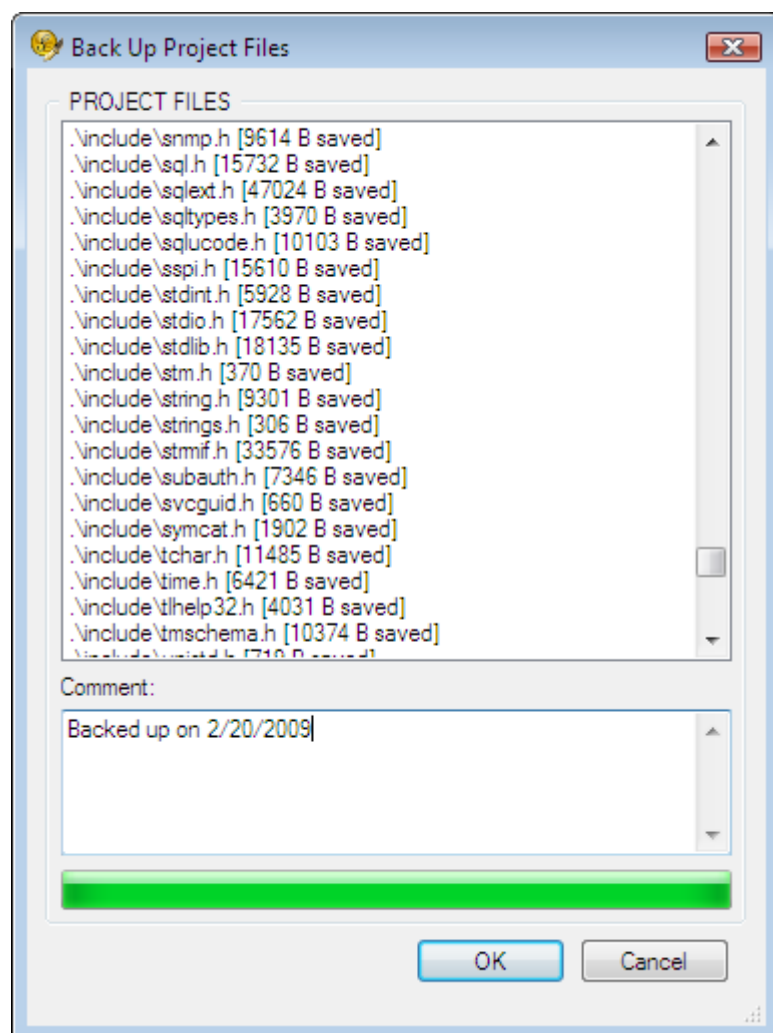 Back Up Project Files
PROJECT FILES
.\include\snmp.h [9614 B saved]
.\include\sql.h [15732 B saved]
.\include\sqlext.h [47024 B saved]
.\include\sqltypes.h [3970 B saved]
.\include\sqlucode.h [10103 B saved]
.\include\sspi.h [15610 B saved]
.\include\stdint.h [5928 B saved]
.\include\stdio.h [17562 B saved]
.\include\stdlib.h [18135 B saved]
.\include\stm.h [370 B saved]
.\include\string.h [9301 B saved]
.\include\strings.h [306 B saved]
.\include\strmif.h [33576 B saved]
.\include\subauth.h [7346 B saved]
.\include\svcguid.h [660 B saved]
.\include\symcat.h [1902 B saved]
.\include\tchar.h [11485 B saved]
.\include\time.h [6421 B saved]
.\include\tlhelp32.h [4031 B saved]
.\include\tmschema.h [10374 B saved]
.\include\unistd.h [719 B saved]
Comment:
Backed up on 2/20/2009
OK
Cancel